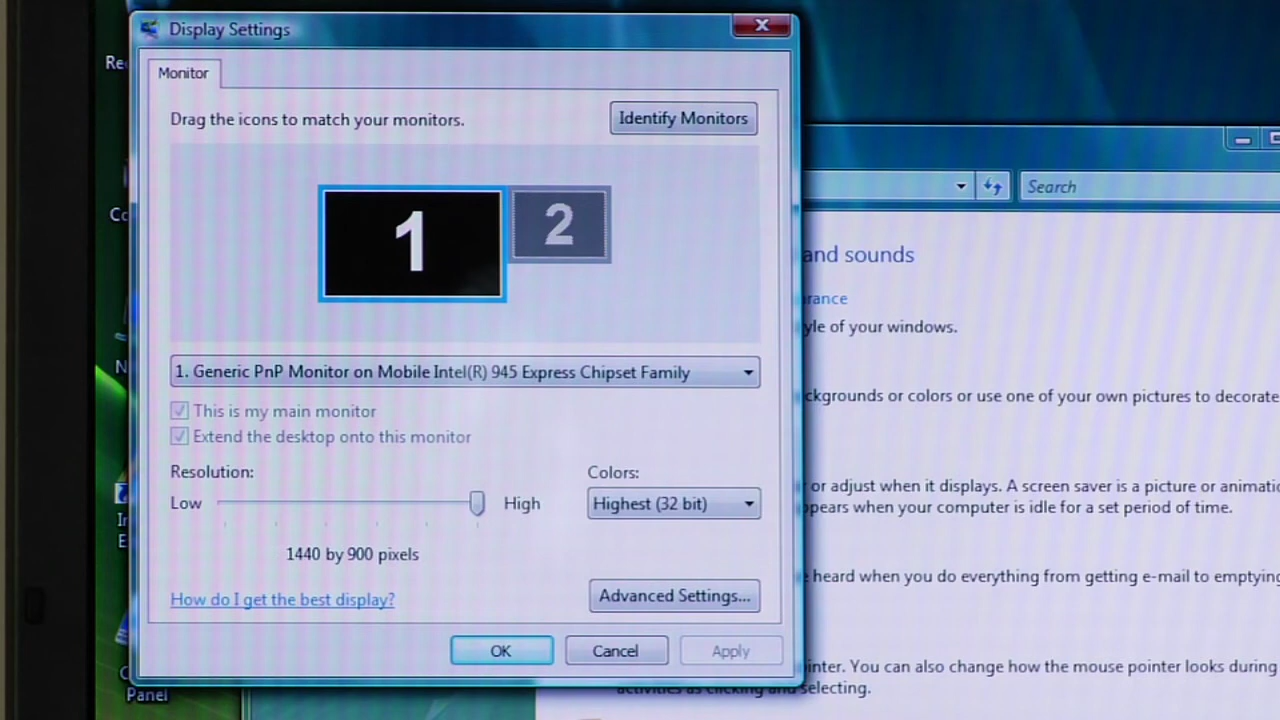 Display Settings
Monitor
Drag the icons to match your monitors.
Identify Monitors
1
2
1. Generic PnP Monitor on Mobile Intel(R) 945 Express Chipset Family
This is my main monitor
Extend the desktop onto this monitor
Resolution:
Colors:
Low
High
Highest (32 bit)
1440 by 900 pixels
How do I get the best display?
Advanced Settings...
OK
Cancel
Apply
Search
and sounds
yle of your windows.
ckgrounds or colors or use one of your own pictures to decorate
or adjust when it displays. A screen saver is a picture or animatio
pears when your computer is idle for a set period of time.
heard when you do everything from getting e-mail to emptying
inter. You can also change how the mouse pointer looks during
activities as clicking and selecting.
Panel